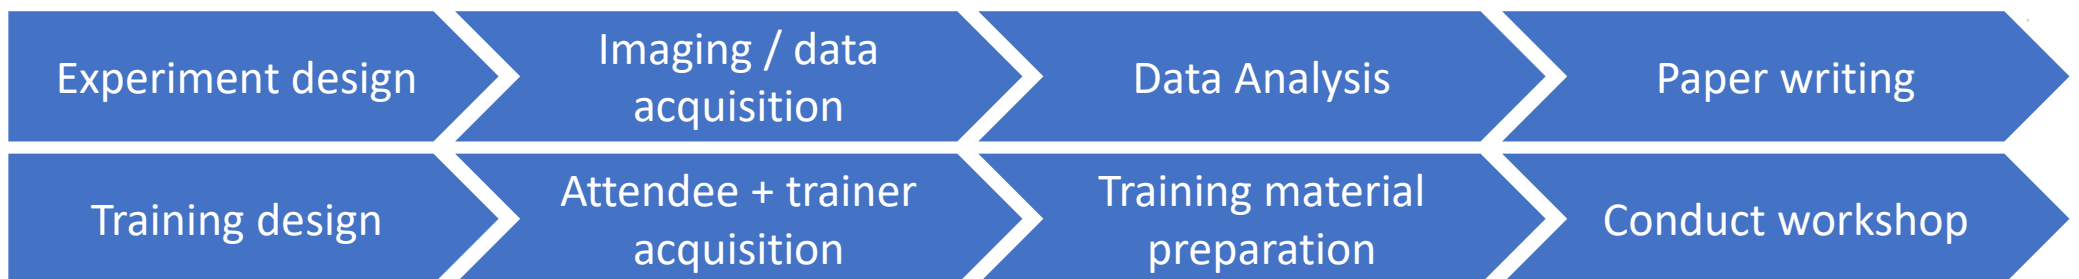 Experiment design
Imaging / data
acquisition
Data Analysis
Paper writing
Training design
Attendee + trainer
acquisition
Training material
preparation
Conduct workshop